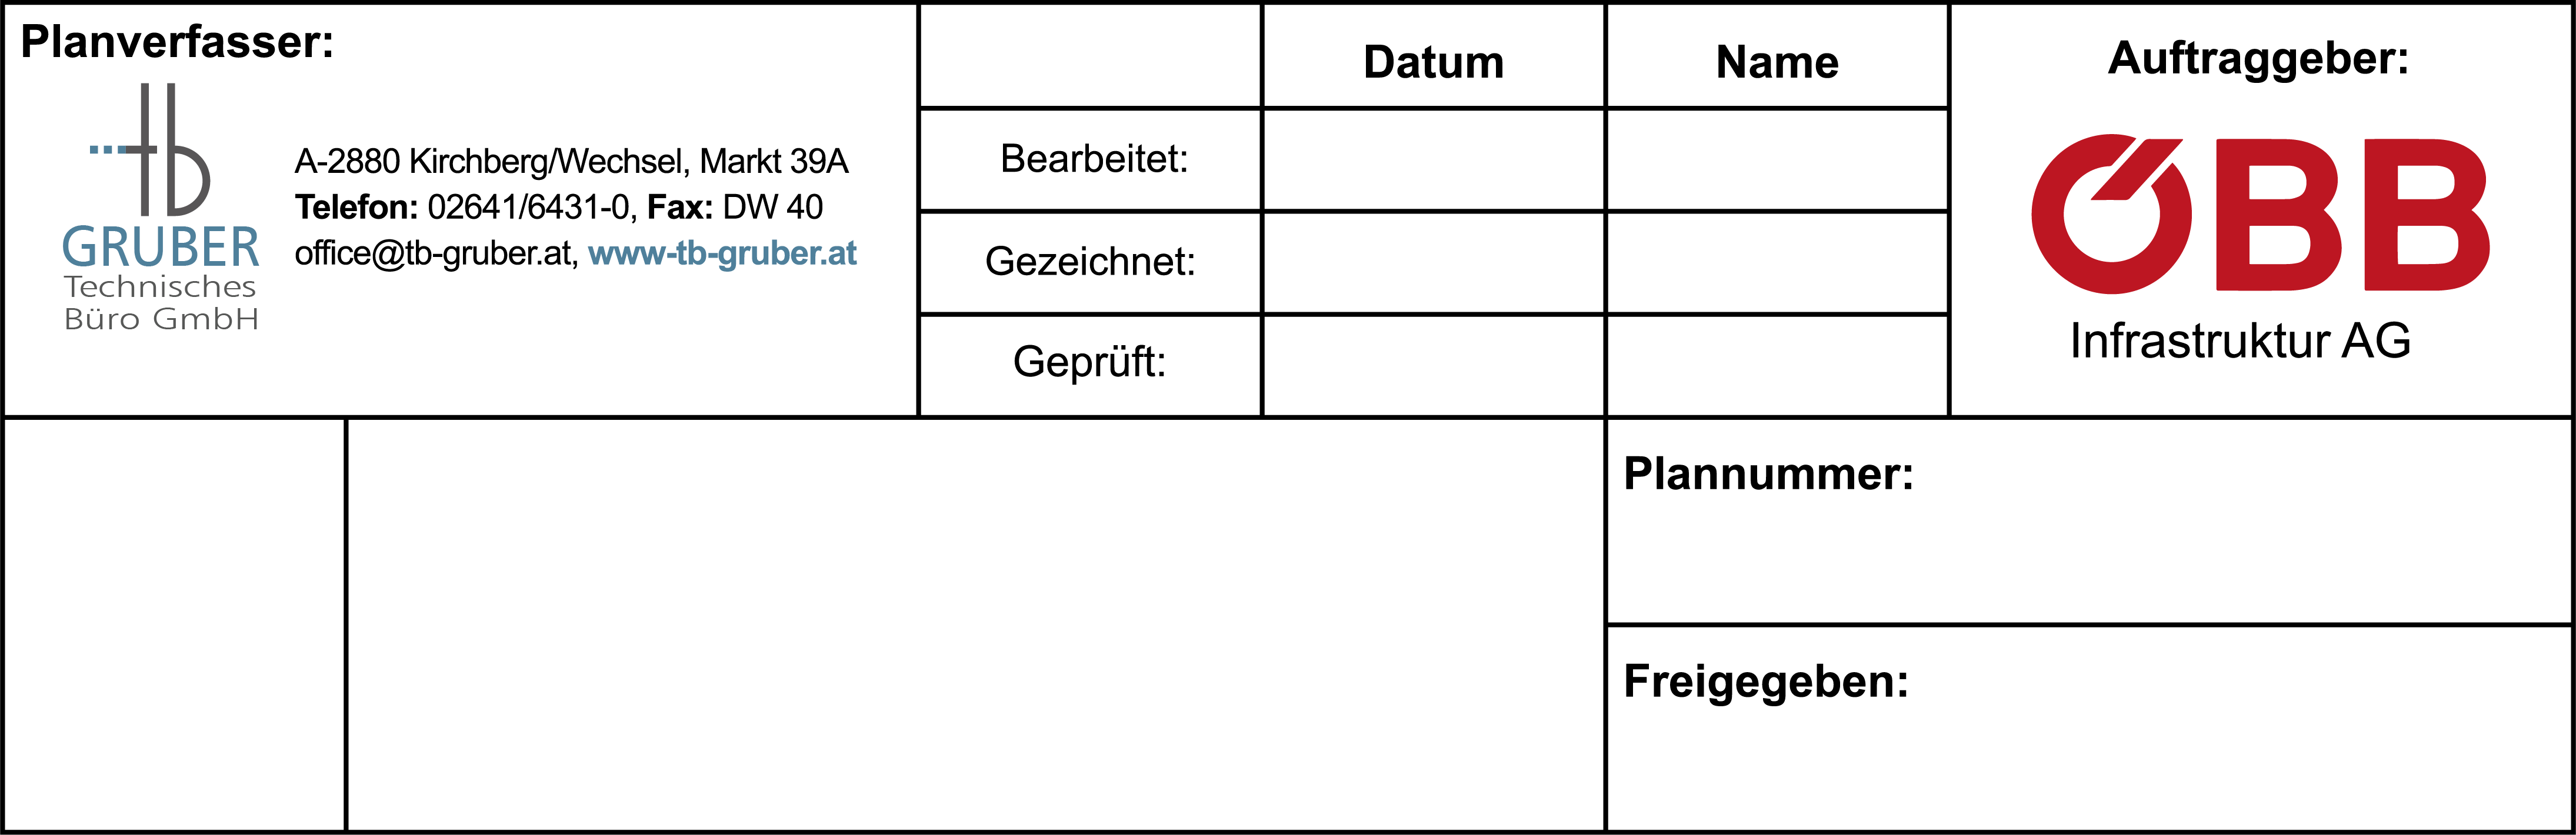 Planverfasser:
tb
GRUBER
Technisches
Büro GmbH
A-2880 Kirchberg/Wechsel, Markt 39A
Telefon: 02641/6431-0, Fax: DW 40
office@tb-gruber.at, www-tb-gruber.at
Datum
Name
Bearbeitet:
Gezeichnet:
Geprüft:
Auftraggeber:
ÖBB
Infrastruktur AG
Plannummer:
Freigegeben: